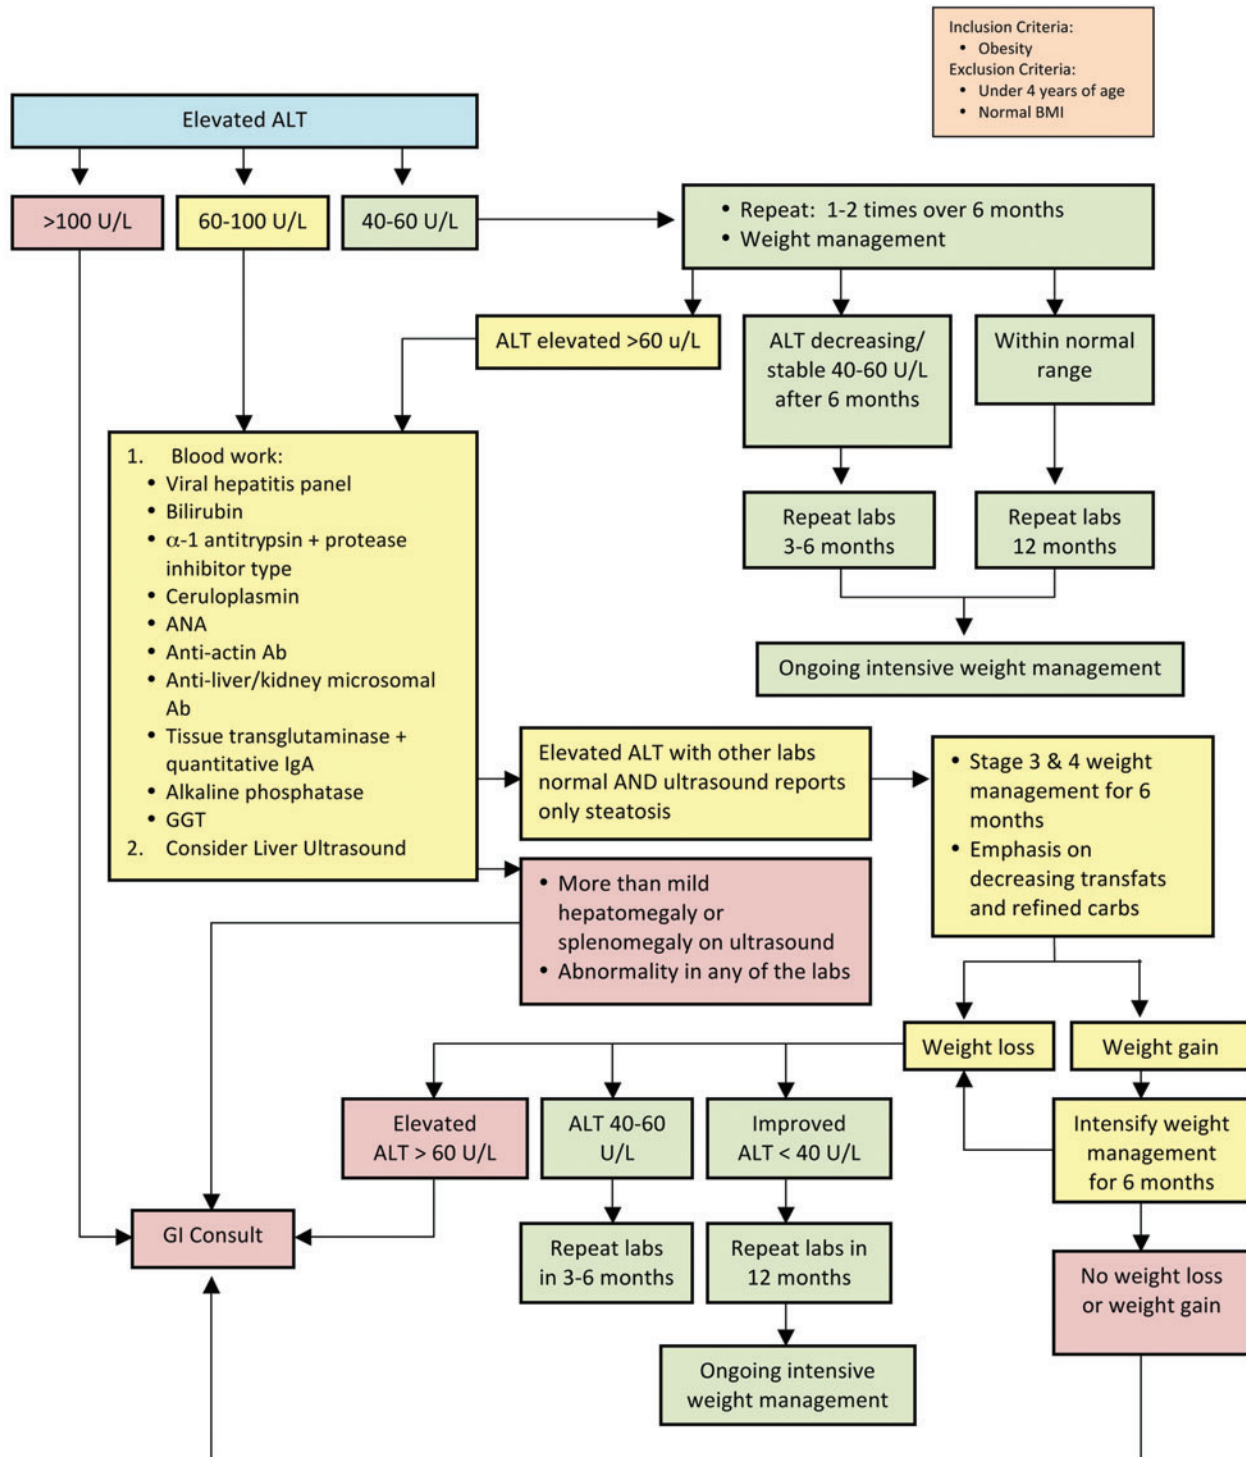 Inclusion Criteria:
• Obesity
Exclusion Criteria:
• Under 4 years of age
• Normal BMI
Elevated ALT
>100 U/L
60-100 U/L
40-60 U/L
• Repeat: 1-2 times over 6 months
• Weight management
ALT elevated >60 u/L
ALT decreasing/
stable 40-60 U/L
after 6 months
Within normal
range
Repeat labs
3-6 months
Repeat labs
12 months
Ongoing intensive weight management
1. Blood work:
• Viral hepatitis panel
• Bilirubin
• α-1 antitrypsin + protease
inhibitor type
• Ceruloplasmin
• ANA
• Anti-actin Ab
• Anti-liver/kidney microsomal
Ab
• Tissue transglutaminase +
quantitative IgA
• Alkaline phosphatase
• GGT
2. Consider Liver Ultrasound
Elevated ALT with other labs
normal AND ultrasound reports
only steatosis
• Stage 3 & 4 weight
management for 6
months
• Emphasis on
decreasing transfats
and refined carbs
• More than mild
hepatomegaly or
splenomegaly on ultrasound
• Abnormality in any of the labs
Weight loss
Weight gain
Elevated
ALT > 60 U/L
ALT 40-60
U/L
Improved
ALT < 40 U/L
Intensify weight
management
for 6 months
GI Consult
Repeat labs
in 3-6 months
Repeat labs in
12 months
No weight loss
or weight gain
Ongoing intensive
weight management